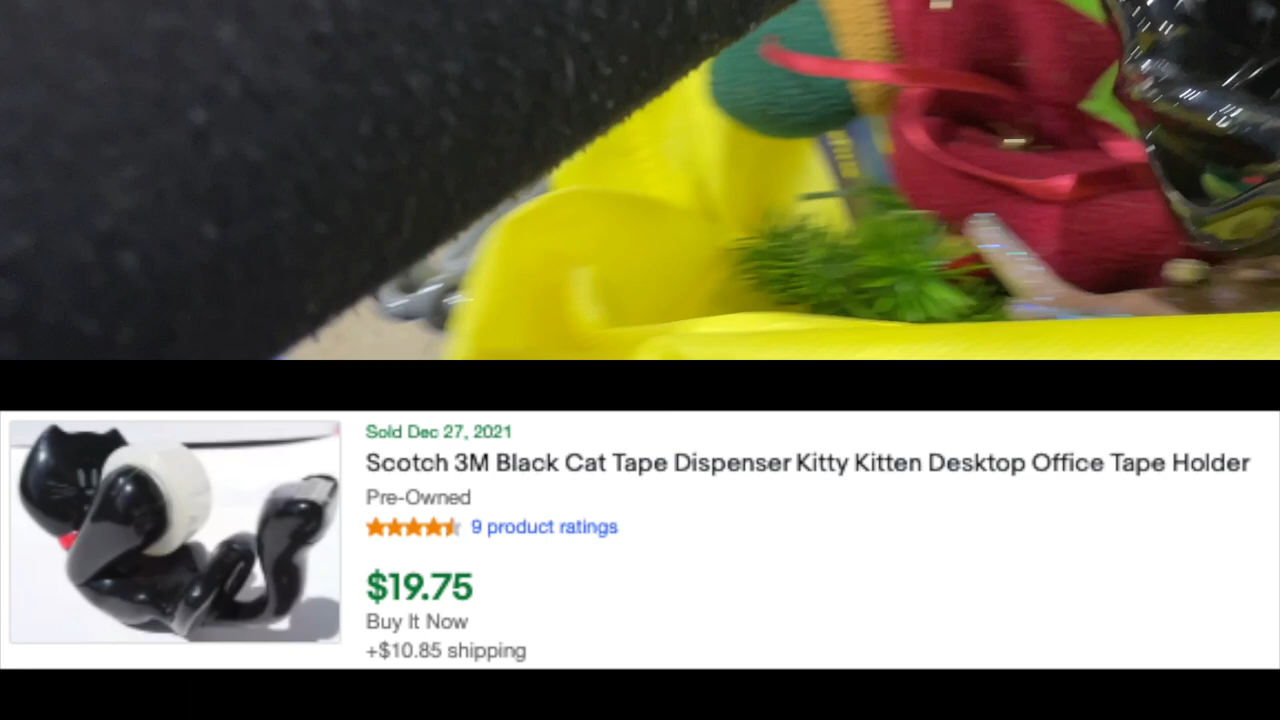 Sold Dec 27, 2021
Scotch 3M Black Cat Tape Dispenser Kitty Kitten Desktop Office Tape Holder
Pre-Owned
9 product ratings
$19.75
Buy It Now
+$10.85 shipping